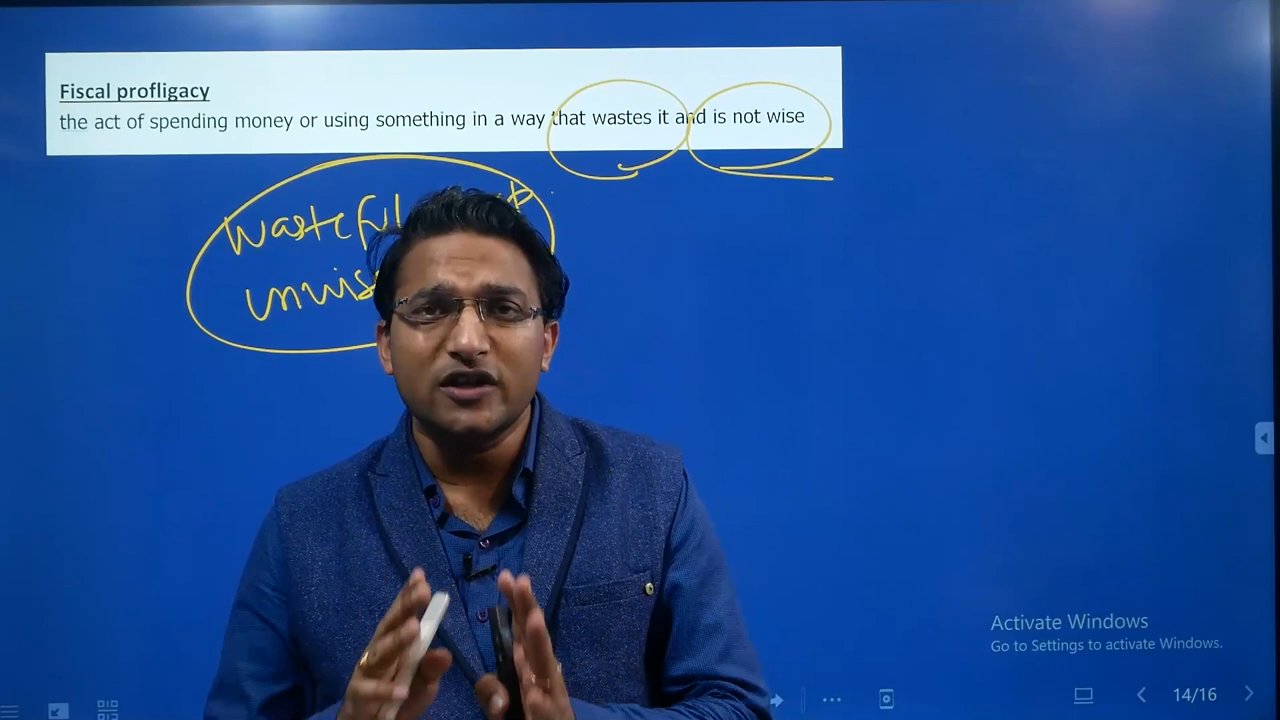 Fiscal profligacy
the act of spending money or using something in a way that wastes it and is not wise
wasteful
Activate Windows
Go to Settings to activate Windows.
14/16